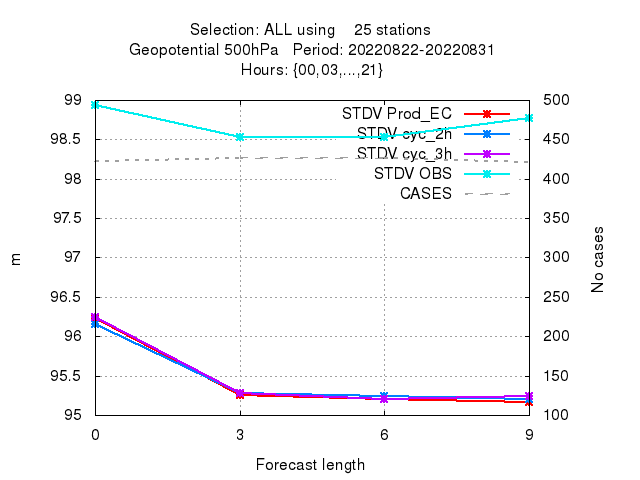 Selection: ALL using 25 stations
Geopotential 500hPa Period: 20220822-20220831
Hours: {00,03,...,21}
99
98.5
98
97.5
97
96.5
96
95.5
95
500
450
400
350
300
250
200
150
100
m
No cases
STDV Prod_EC
STDV cyc_2h
STDV cyc_3h
STDV OBS
CASES
0 3 6 9
Forecast length